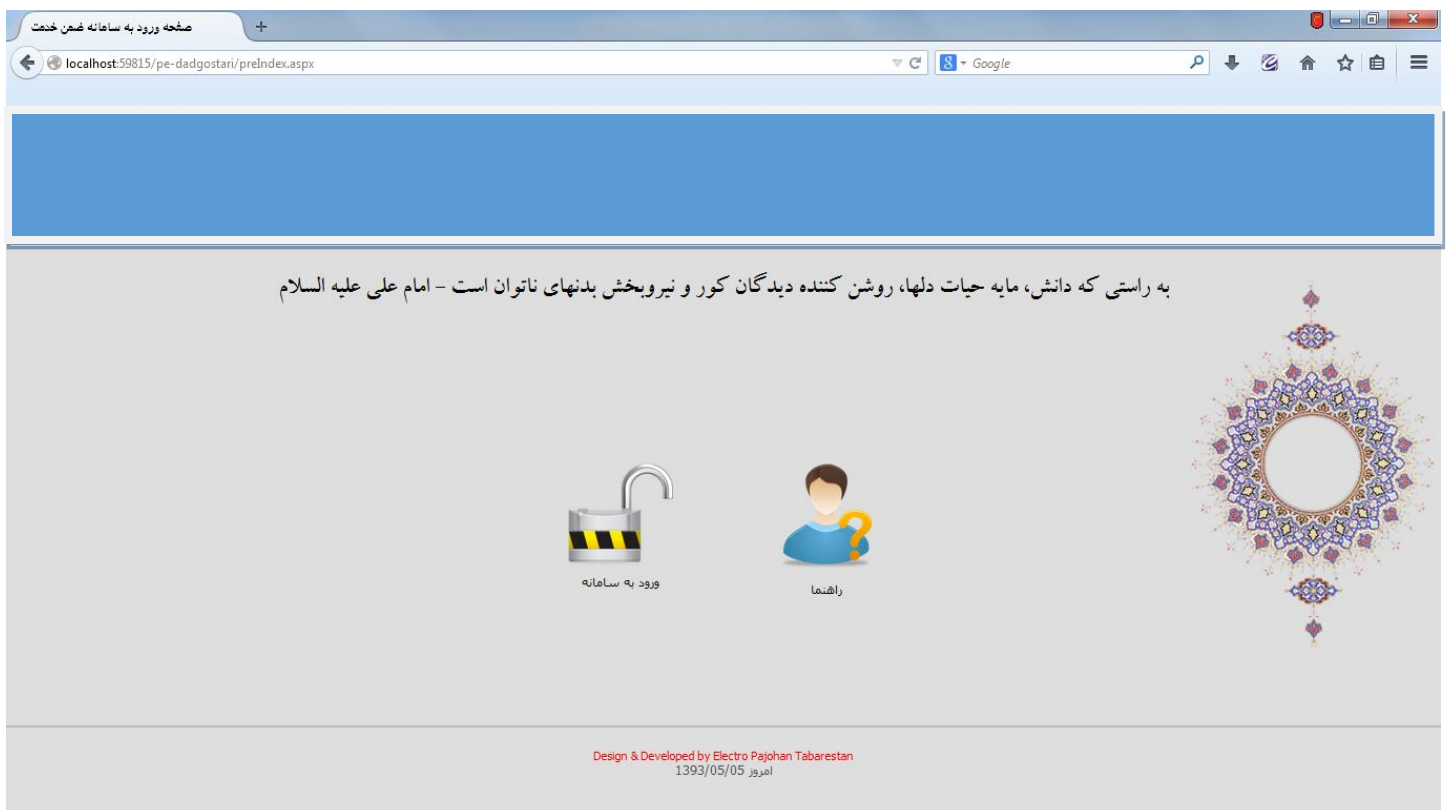 صفحه ورود به سامانه ضمن خدمت
localhost:59815/pe-dadgostari/preIndex.aspx
Google
به راستی که دانش، مایه حیات دلها، روشن کننده دیدگان کور و نیروبخش بدنهای ناتوان است - امام علی علیه السلام
راهنما
ورود به سامانه
Design & Developed by Electro Pajohan Tabarestan
امروز 1393/05/05